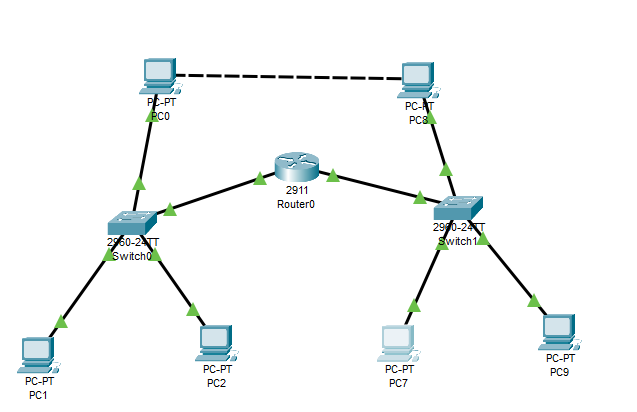 PC-PT
PC0
PC-PT
PC8
2911
Router0
2960-24TT
Switch0
2960-24TT
Switch1
PC-PT
PC1
PC-PT
PC2
PC-PT
PC7
PC-PT
PC9